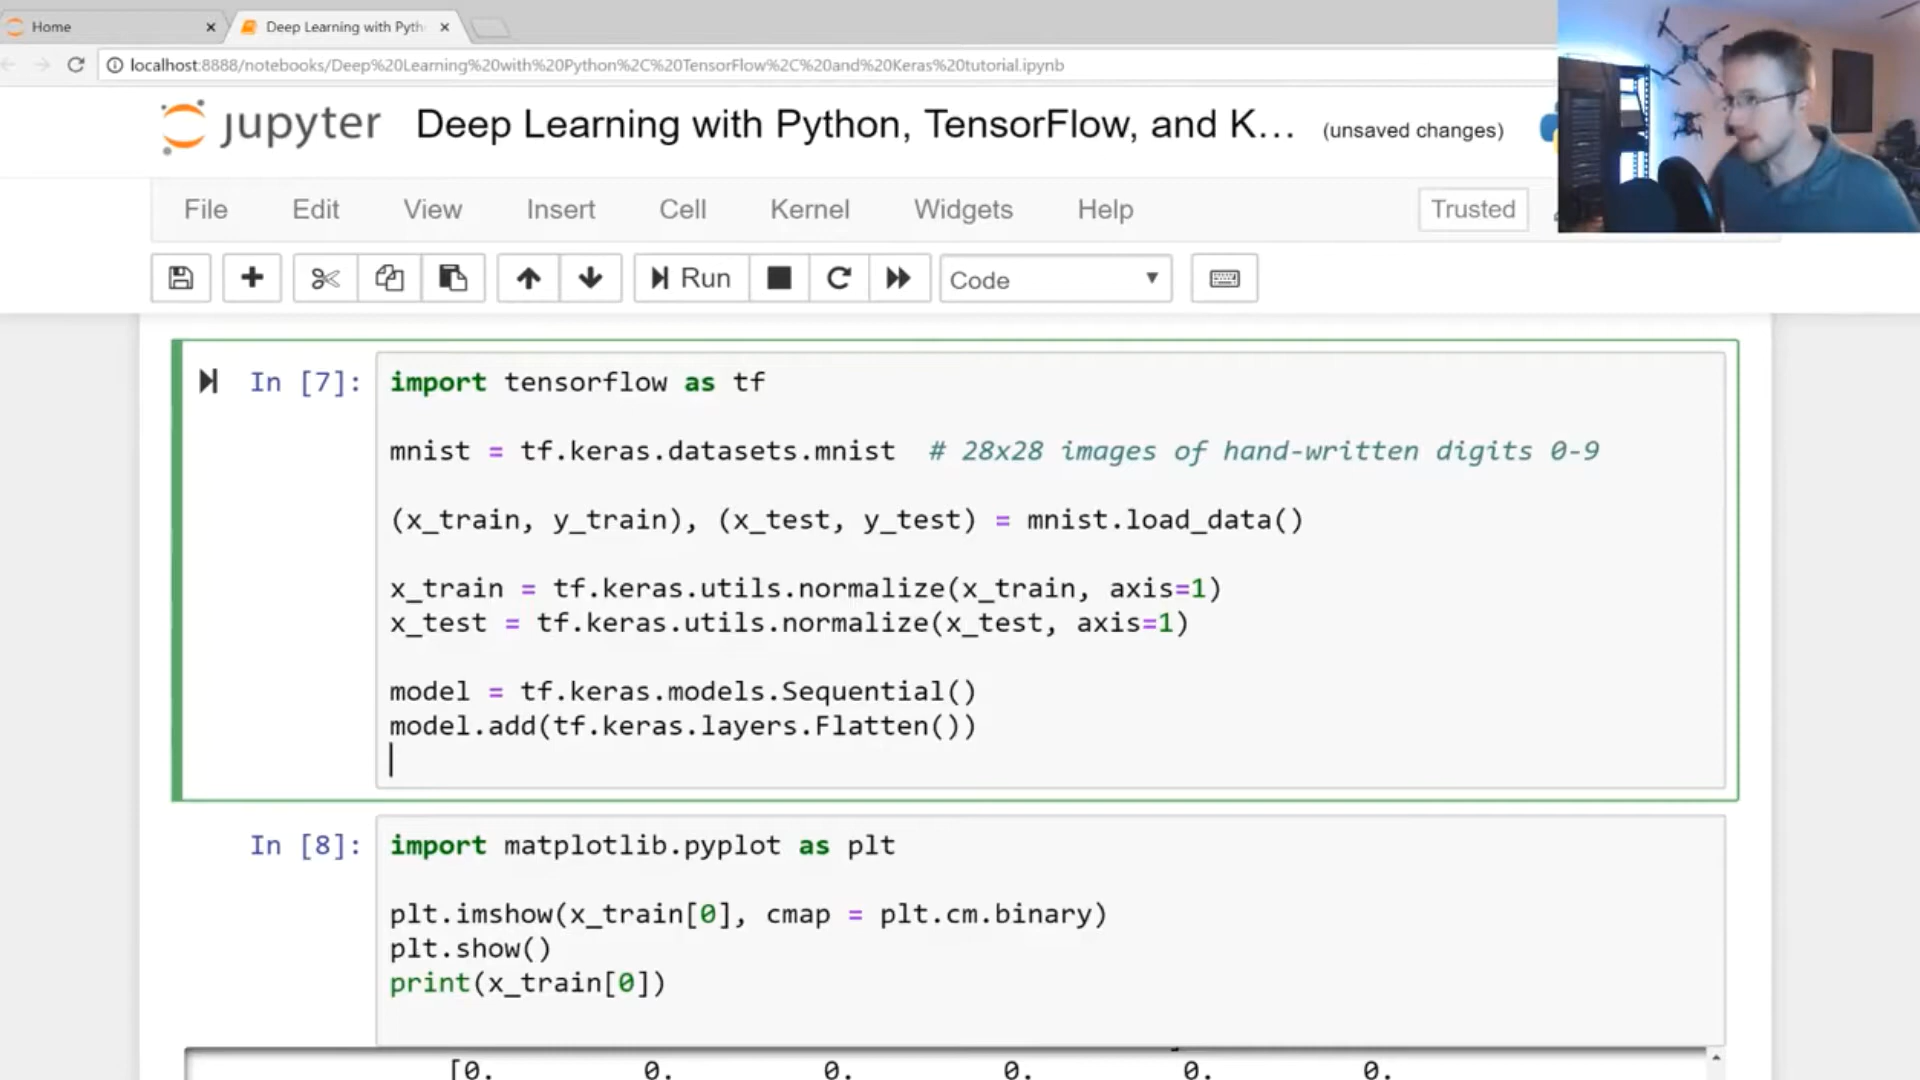 Home
Deep Learning with Pyth
localhost:8888/notebooks/Deep%20Learning%20with%20Python%2C%20TensorFlow%2C%20and%20Keras%20tutorial.ipynb
jupyter Deep Learning with Python, TensorFlow, and K... (unsaved changes)
File Edit View Insert Cell Kernel Widgets Help Trusted
Run Code
In [7]: import tensorflow as tf
mnist = tf.keras.datasets.mnist # 28x28 images of hand-written digits 0-9
(x_train, y_train), (x_test, y_test) = mnist.load_data()
x_train = tf.keras.utils.normalize(x_train, axis=1)
x_test = tf.keras.utils.normalize(x_test, axis=1)
model = tf.keras.models.Sequential()
model.add(tf.keras.layers.Flatten())
In [8]: import matplotlib.pyplot as plt
plt.imshow(x_train[0], cmap = plt.cm.binary)
plt.show()
print(x_train[0])
[0. 0. 0. 0. 0. 0.